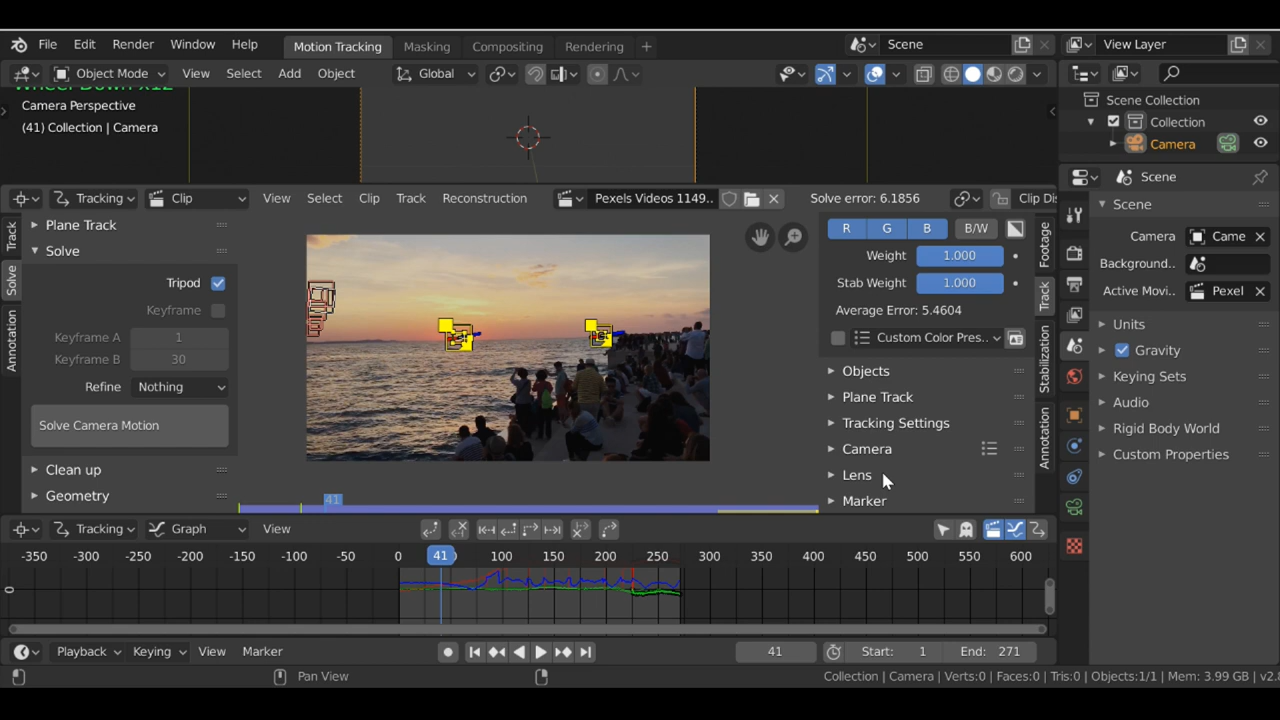 File Edit Render Window Help Motion Tracking Masking Compositing Rendering + Scene View Layer
Object Mode View Select Add Object Global
Camera Perspective
(41) Collection | Camera
Scene Collection
Collection
Camera
Tracking Clip View Select Clip Track Reconstruction Pexels Videos 1149.. Solve error: 6.1856 Clip Dis
Scene
Scene
Camera Came
Background..
Active Movi.. Pexel
Units
Gravity
Keying Sets
Audio
Rigid Body World
Custom Properties
Track
Solve
Annotation
Plane Track
Solve
Tripod
Keyframe
Keyframe A 1
Keyframe B 30
Refine Nothing
Solve Camera Motion
Clean up
Geometry
41
R G B B/W
Weight 1.000
Stab Weight 1.000
Average Error: 5.4604
Custom Color Pres..
Objects
Plane Track
Tracking Settings
Camera
Lens
Marker
Footage
Track
Stabilization
Annotation
Tracking Graph View
-350 -300 -250 -200 -150 -100 -50 0 41 100 150 200 250 300 350 400 450 500 550 600
0
Playback Keying View Marker 41 Start: 1 End: 271
Pan View Collection | Camera | Verts:0 | Faces:0 | Tris:0 | Objects:1/1 | Mem: 3.99 GB | v2.8